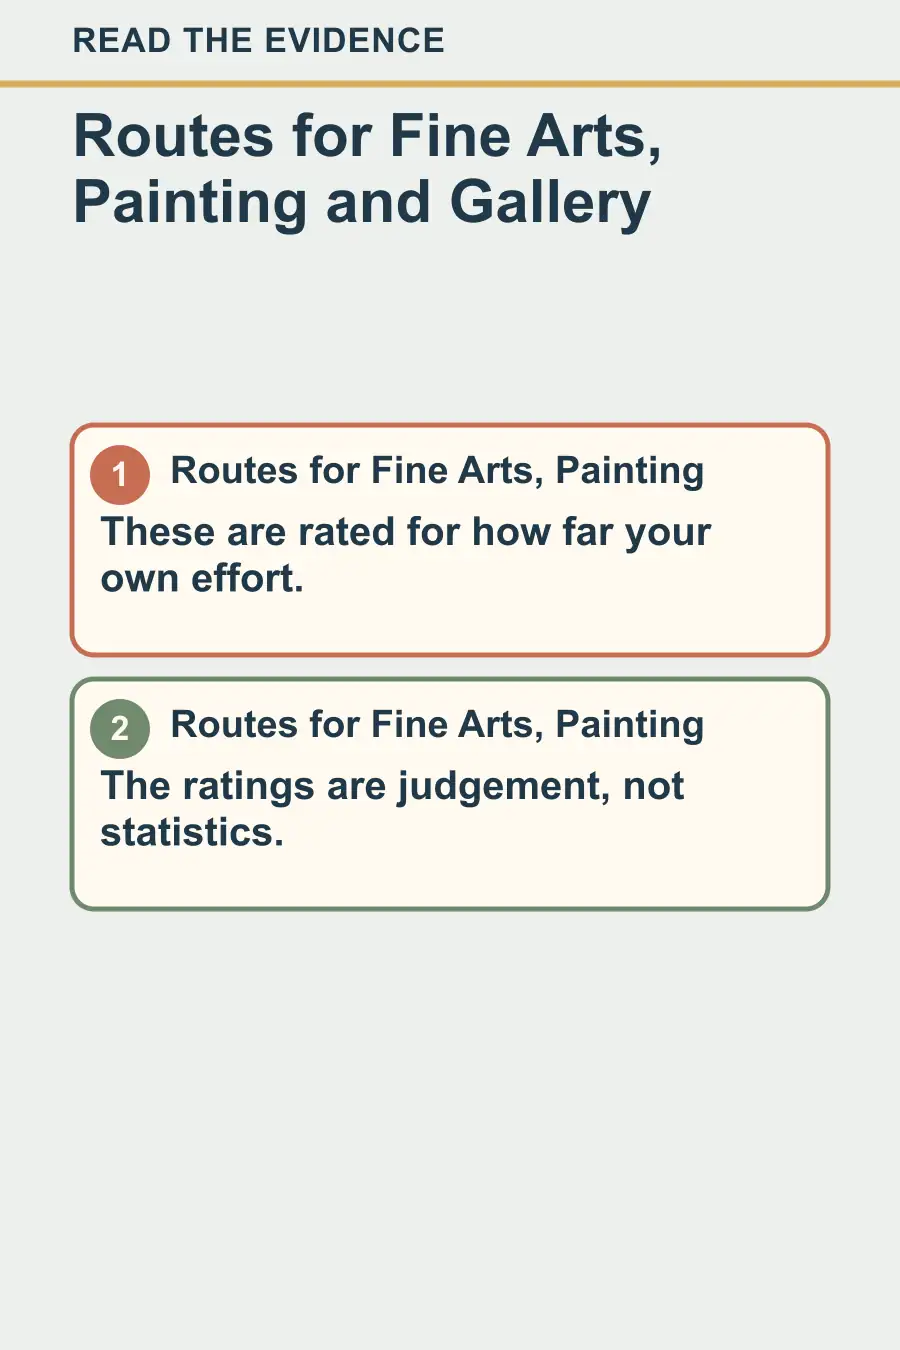 READ THE EVIDENCE
Routes for Fine Arts,
Painting and Gallery
1 Routes for Fine Arts, Painting
These are rated for how far your
own effort.
2 Routes for Fine Arts, Painting
The ratings are judgement, not
statistics.